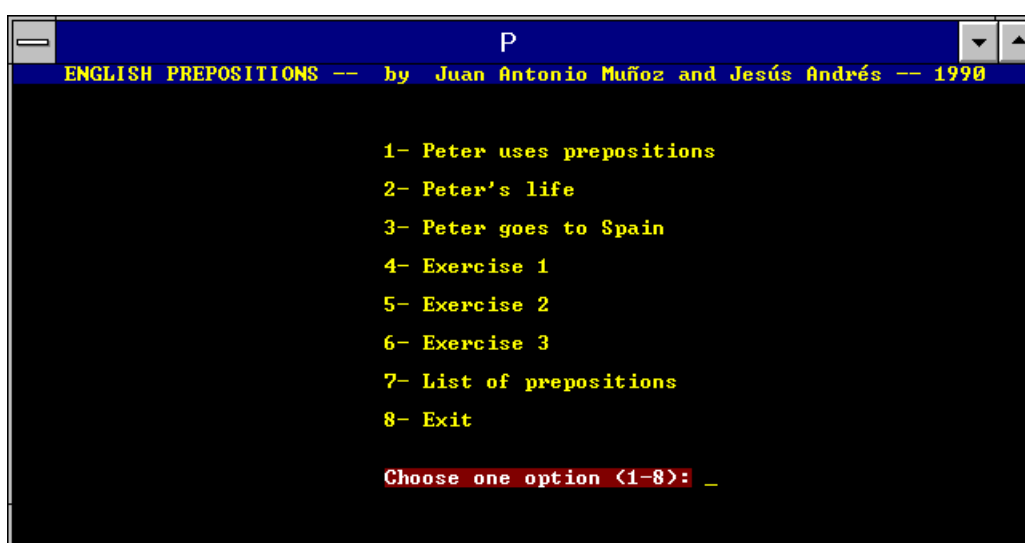 P
ENGLISH PREPOSITIONS -- by Juan Antonio Muñoz and Jesús Andrés -- 1990
1- Peter uses prepositions
2- Peter's life
3- Peter goes to Spain
4- Exercise 1
5- Exercise 2
6- Exercise 3
7- List of prepositions
8- Exit
Choose one option (1-8): _